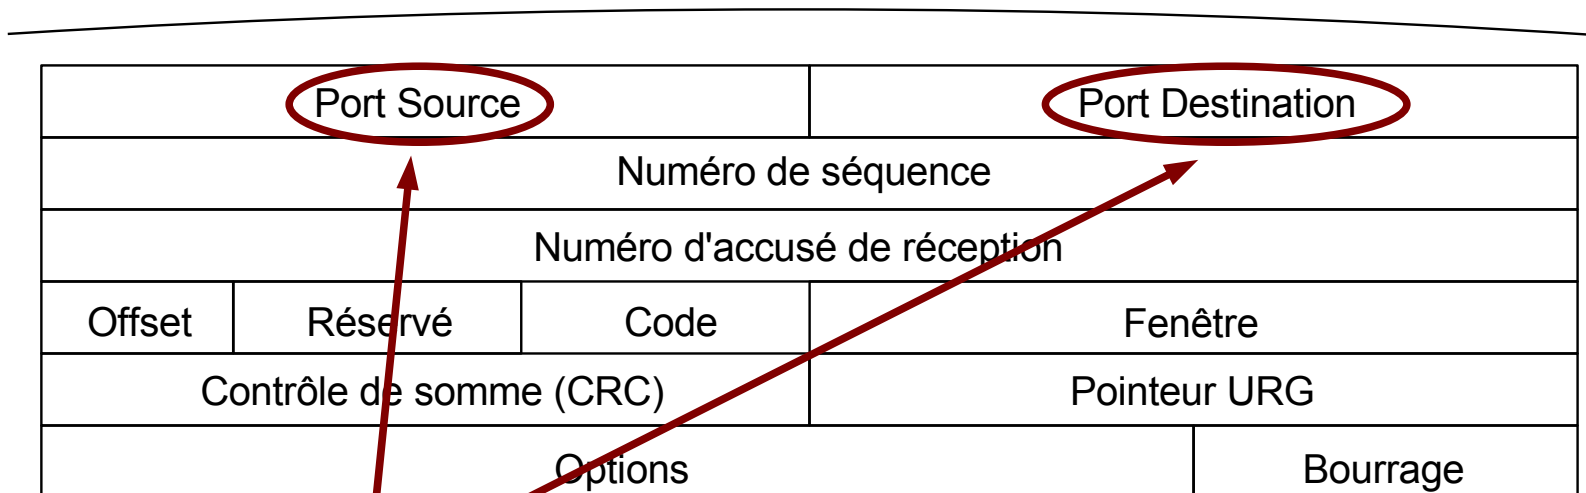 Port Source Port Destination
Numéro de séquence
Numéro d'accusé de réception
Offset Réservé Code Fenêtre
Contrôle de somme (CRC) Pointeur URG
Options Bourrage